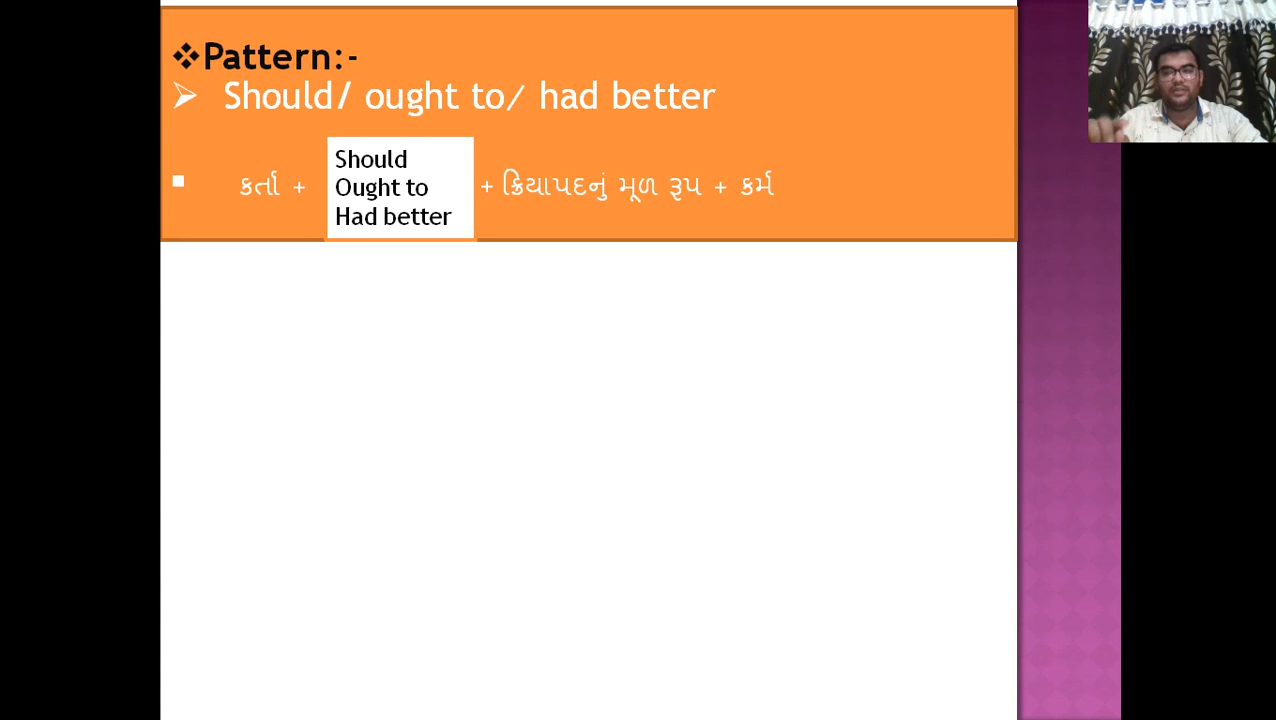 ❖Pattern:-
➢ Should/ ought to/ had better
Should
▪ કર્તા + Ought to + ક્રિયાપદનું મૂળ રૂપ + કર્મ
Had better